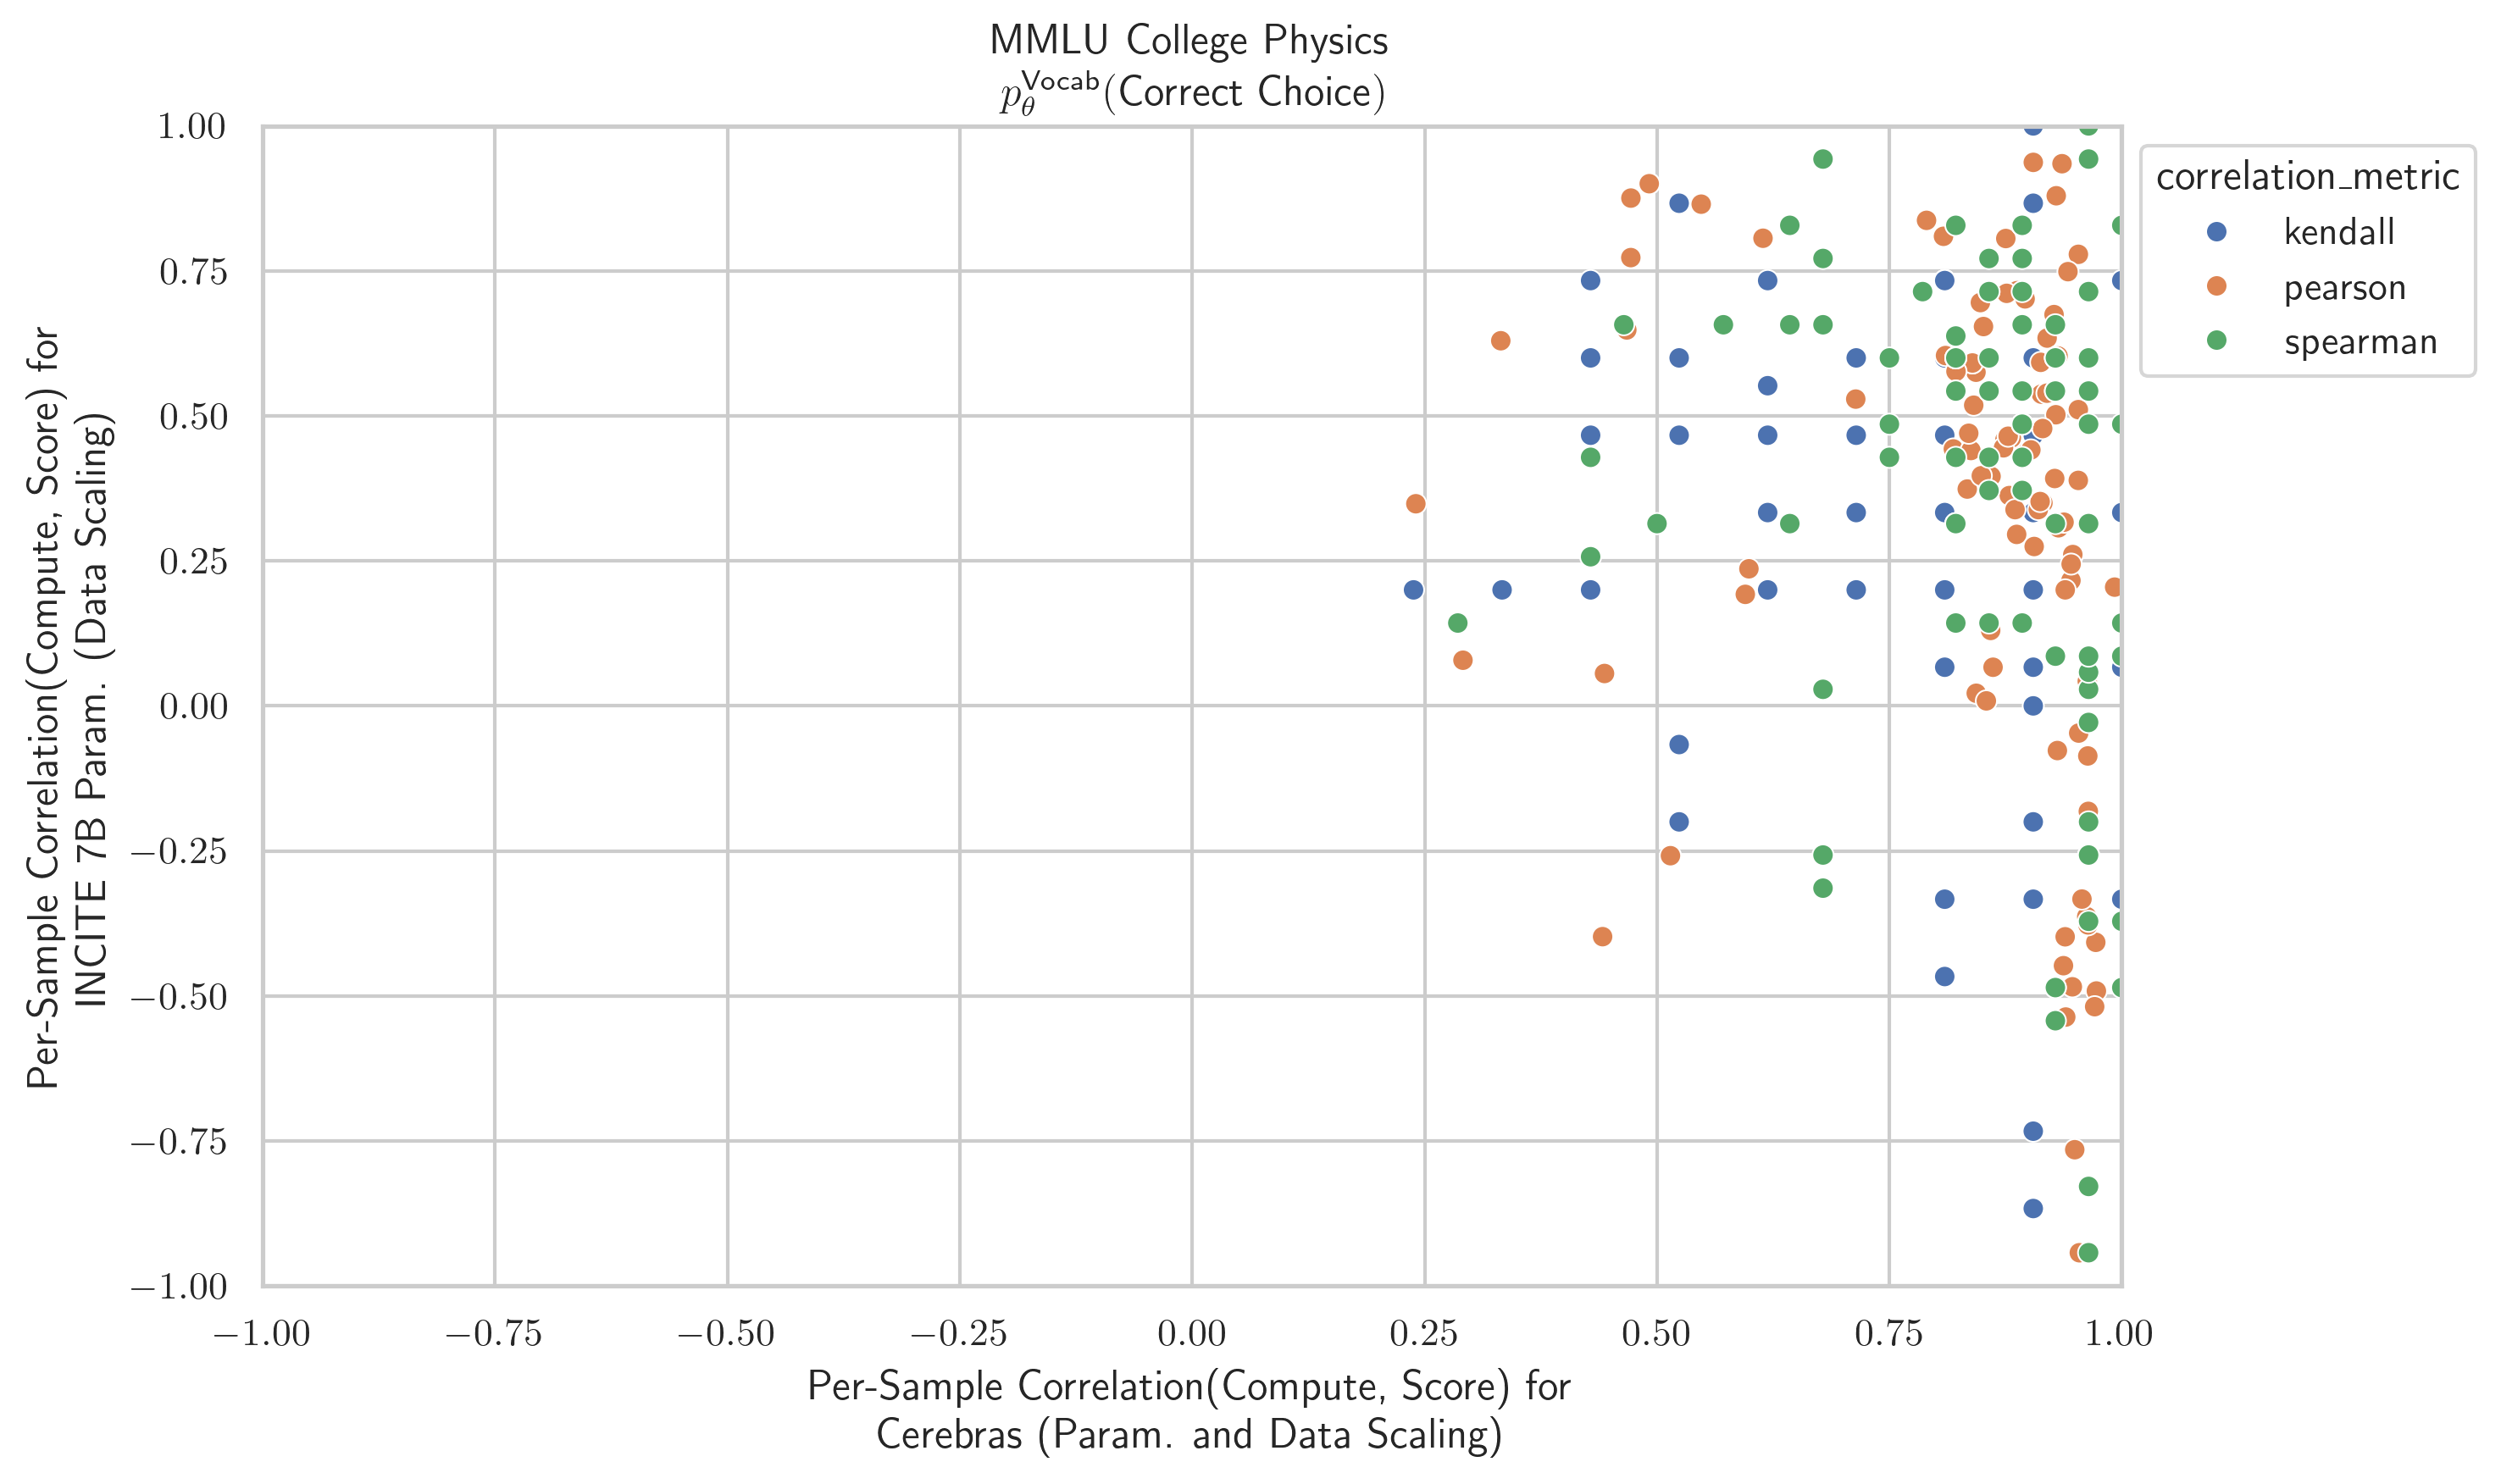 MMLU College Physics
p_θ^Vocab(Correct Choice)
Per-Sample Correlation(Compute, Score) for
INCITE 7B Param. (Data Scaling)
1.00
0.75
0.50
0.25
0.00
−0.25
−0.50
−0.75
−1.00
−1.00 −0.75 −0.50 −0.25 0.00 0.25 0.50 0.75 1.00
Per-Sample Correlation(Compute, Score) for
Cerebras (Param. and Data Scaling)
correlation_metric
kendall
pearson
spearman